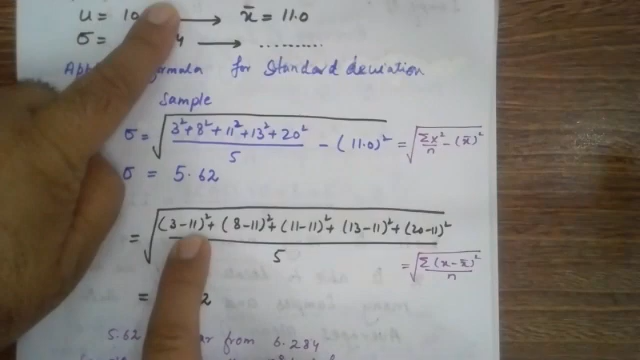 u = 10 → x̄ = 11.0
σ = 4 → ..........
for Standard deviation
Sample
σ = √((3² + 8² + 11² + 13² + 20²)/5 − (11.0)²) = √(Σx²/n − (x̄)²)
σ = 5.62
= √(((3−11)² + (8−11)² + (11−11)² + (13−11)² + (20−11)²)/5) = √(Σ(x−x̄)²/n)
= 2
5.62 from 6.284